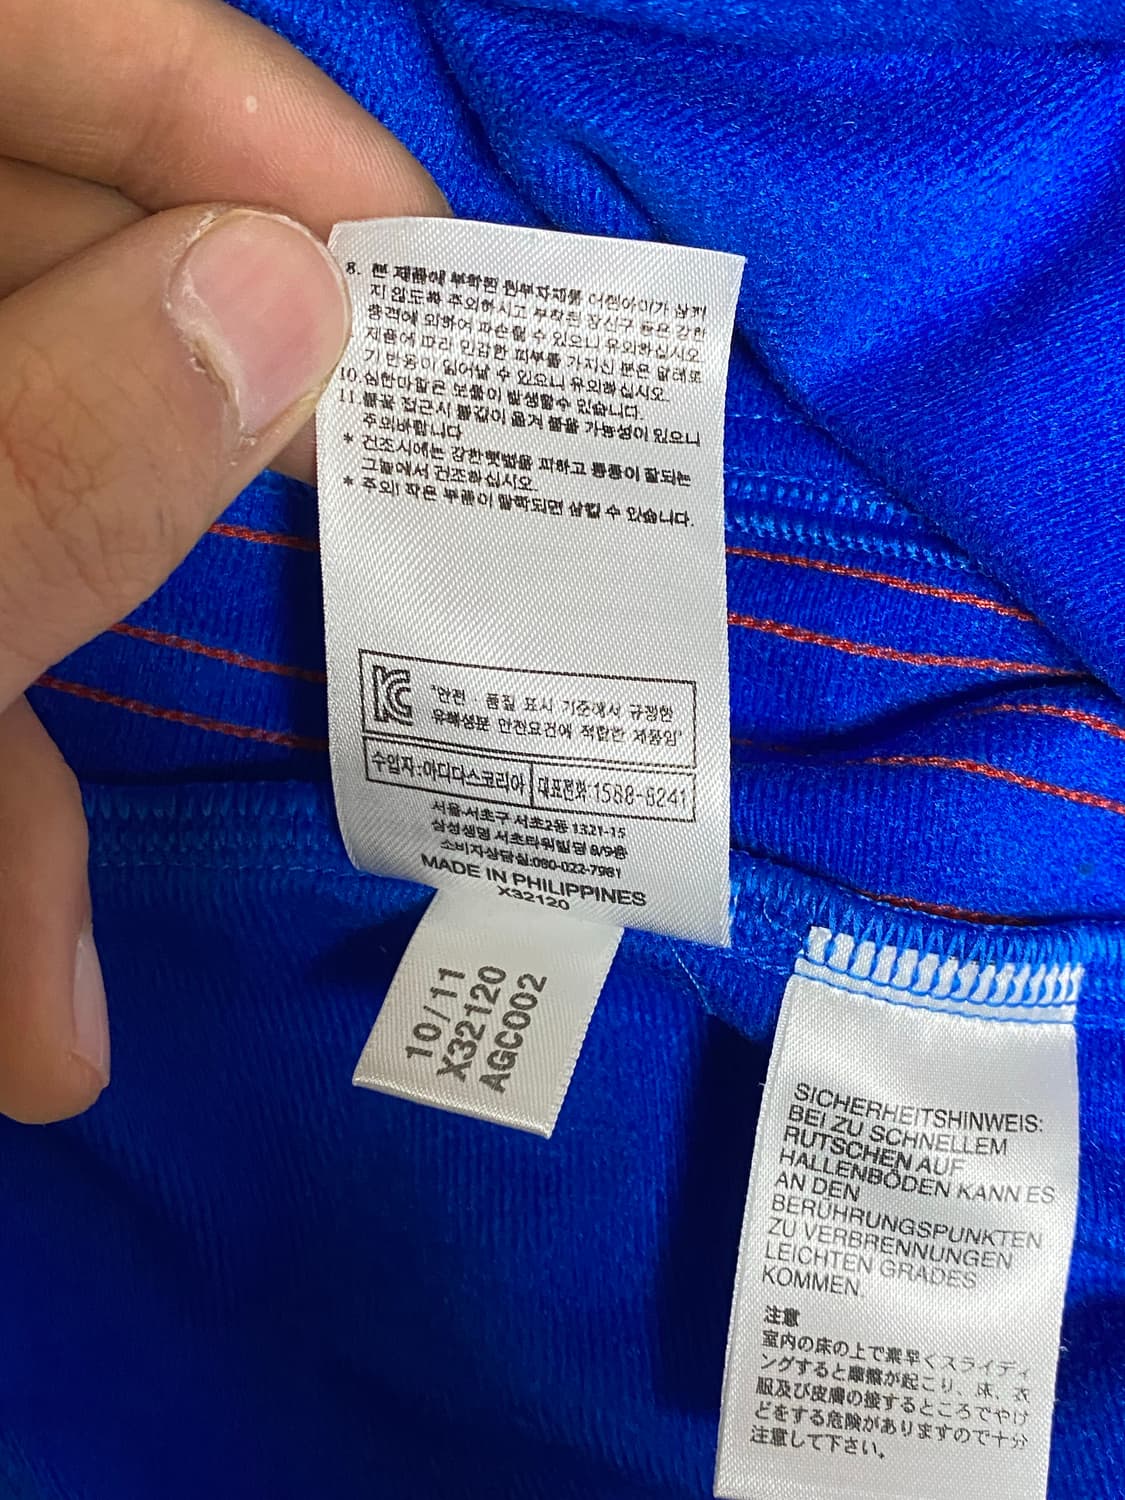 8. 본 제품에 부착된 원부자재를 어린아이가 삼키
지 않도록 주의하시고 부착된 장신구 등은 강한
충격에 의하여 파손될 수 있으니 유의하십시오
제품에 따라 민감한 피부를 가지신 분은 알레르
기 반응이 일어날 수 있으니 유의하십시오.
10. 심한마찰은 보풀이 발생할수 있습니다.
11. 불꽃 접근시 불길이 옮겨 붙을 가능성이 있으니
주의바랍니다
* 건조시에는 강한햇볕을 피하고 통풍이 잘되는
그늘에서 건조하십시오
* 주의! 작은 부품이 탈착되면 삼킬 수 있습니다.
"안전 · 품질 표시 기준에서 규정한
유해성분 안전요건에 적합한 제품임"
수입자:아디다스코리아 대표전화:1588-8241
서울서초구 서초2동 1321-15
삼성생명 서초타워빌딩 8/9층
소비자상담실:080-022-7981
MADE IN PHILIPPINES
X32120
10/11
X32120
AGC002
SICHERHEITSHINWEIS:
BEI ZU SCHNELLEM
RUTSCHEN AUF
HALLENBÖDEN KANN ES
AN DEN
BERÜHRUNGSPUNKTEN
ZU VERBRENNUNGEN
LEICHTEN GRADES
KOMMEN.
注意
室内の床の上で素早くスライディ
ングすると摩擦が起こり、床、衣
服及び皮膚の接するところでやけ
どをする危険がありますので十分
注意して下さい。